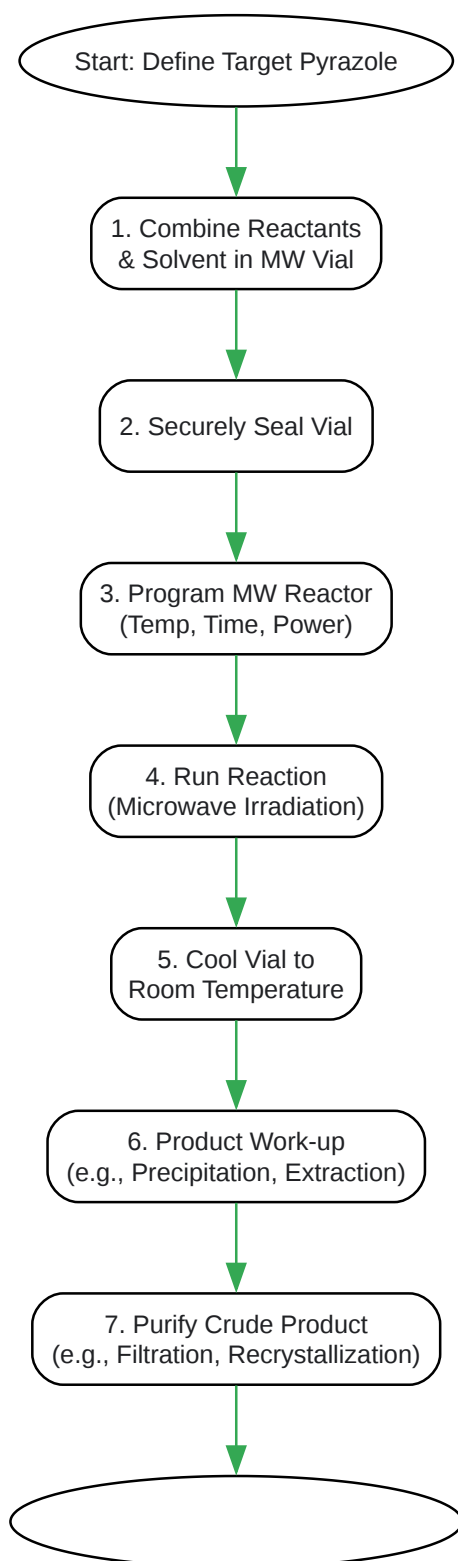 Start: Define Target Pyrazole
1. Combine Reactants
& Solvent in MW Vial
2. Securely Seal Vial
3. Program MW Reactor
(Temp, Time, Power)
4. Run Reaction
(Microwave Irradiation)
5. Cool Vial to
Room Temperature
6. Product Work-up
(e.g., Precipitation, Extraction)
7. Purify Crude Product
(e.g., Filtration, Recrystallization)